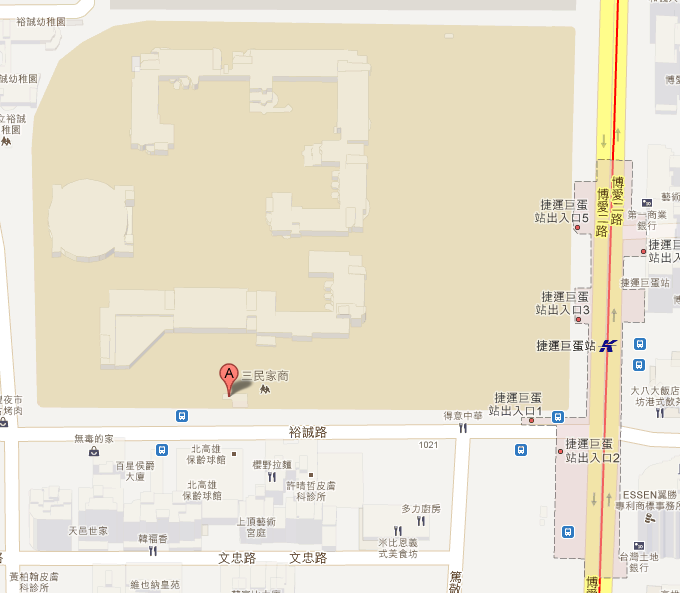 裕誠幼稚園
誠幼稚園
立裕誠
稚園
博愛二路
博愛二路
捷運巨蛋
站出入口5
第一商業
銀行
藝術
捷運巨
站出入
捷運巨蛋站
捷運巨蛋
站出入口3
捷運巨蛋站
A
三民家商
捷運巨蛋
站出入口1
大八大飯店
坊港式飲茶
得意中華
裕誠路
1021
夜市
烤肉
無毒的家
百星侯爵
大廈
北高雄
保齡球館
北高雄
保齡球館
櫻野拉麵
許晴哲皮膚
科診所
捷運巨蛋
站出入口2
ESSEN翼勝
專利商標事務所
多力廚房
上頂藝術
宮庭
天邑世家
韓福香
米比恩義
式美食坊
文忠路
文忠路
台灣土地
銀行
黃柏翰皮膚
科診所
維也納皇苑
篤敬
博